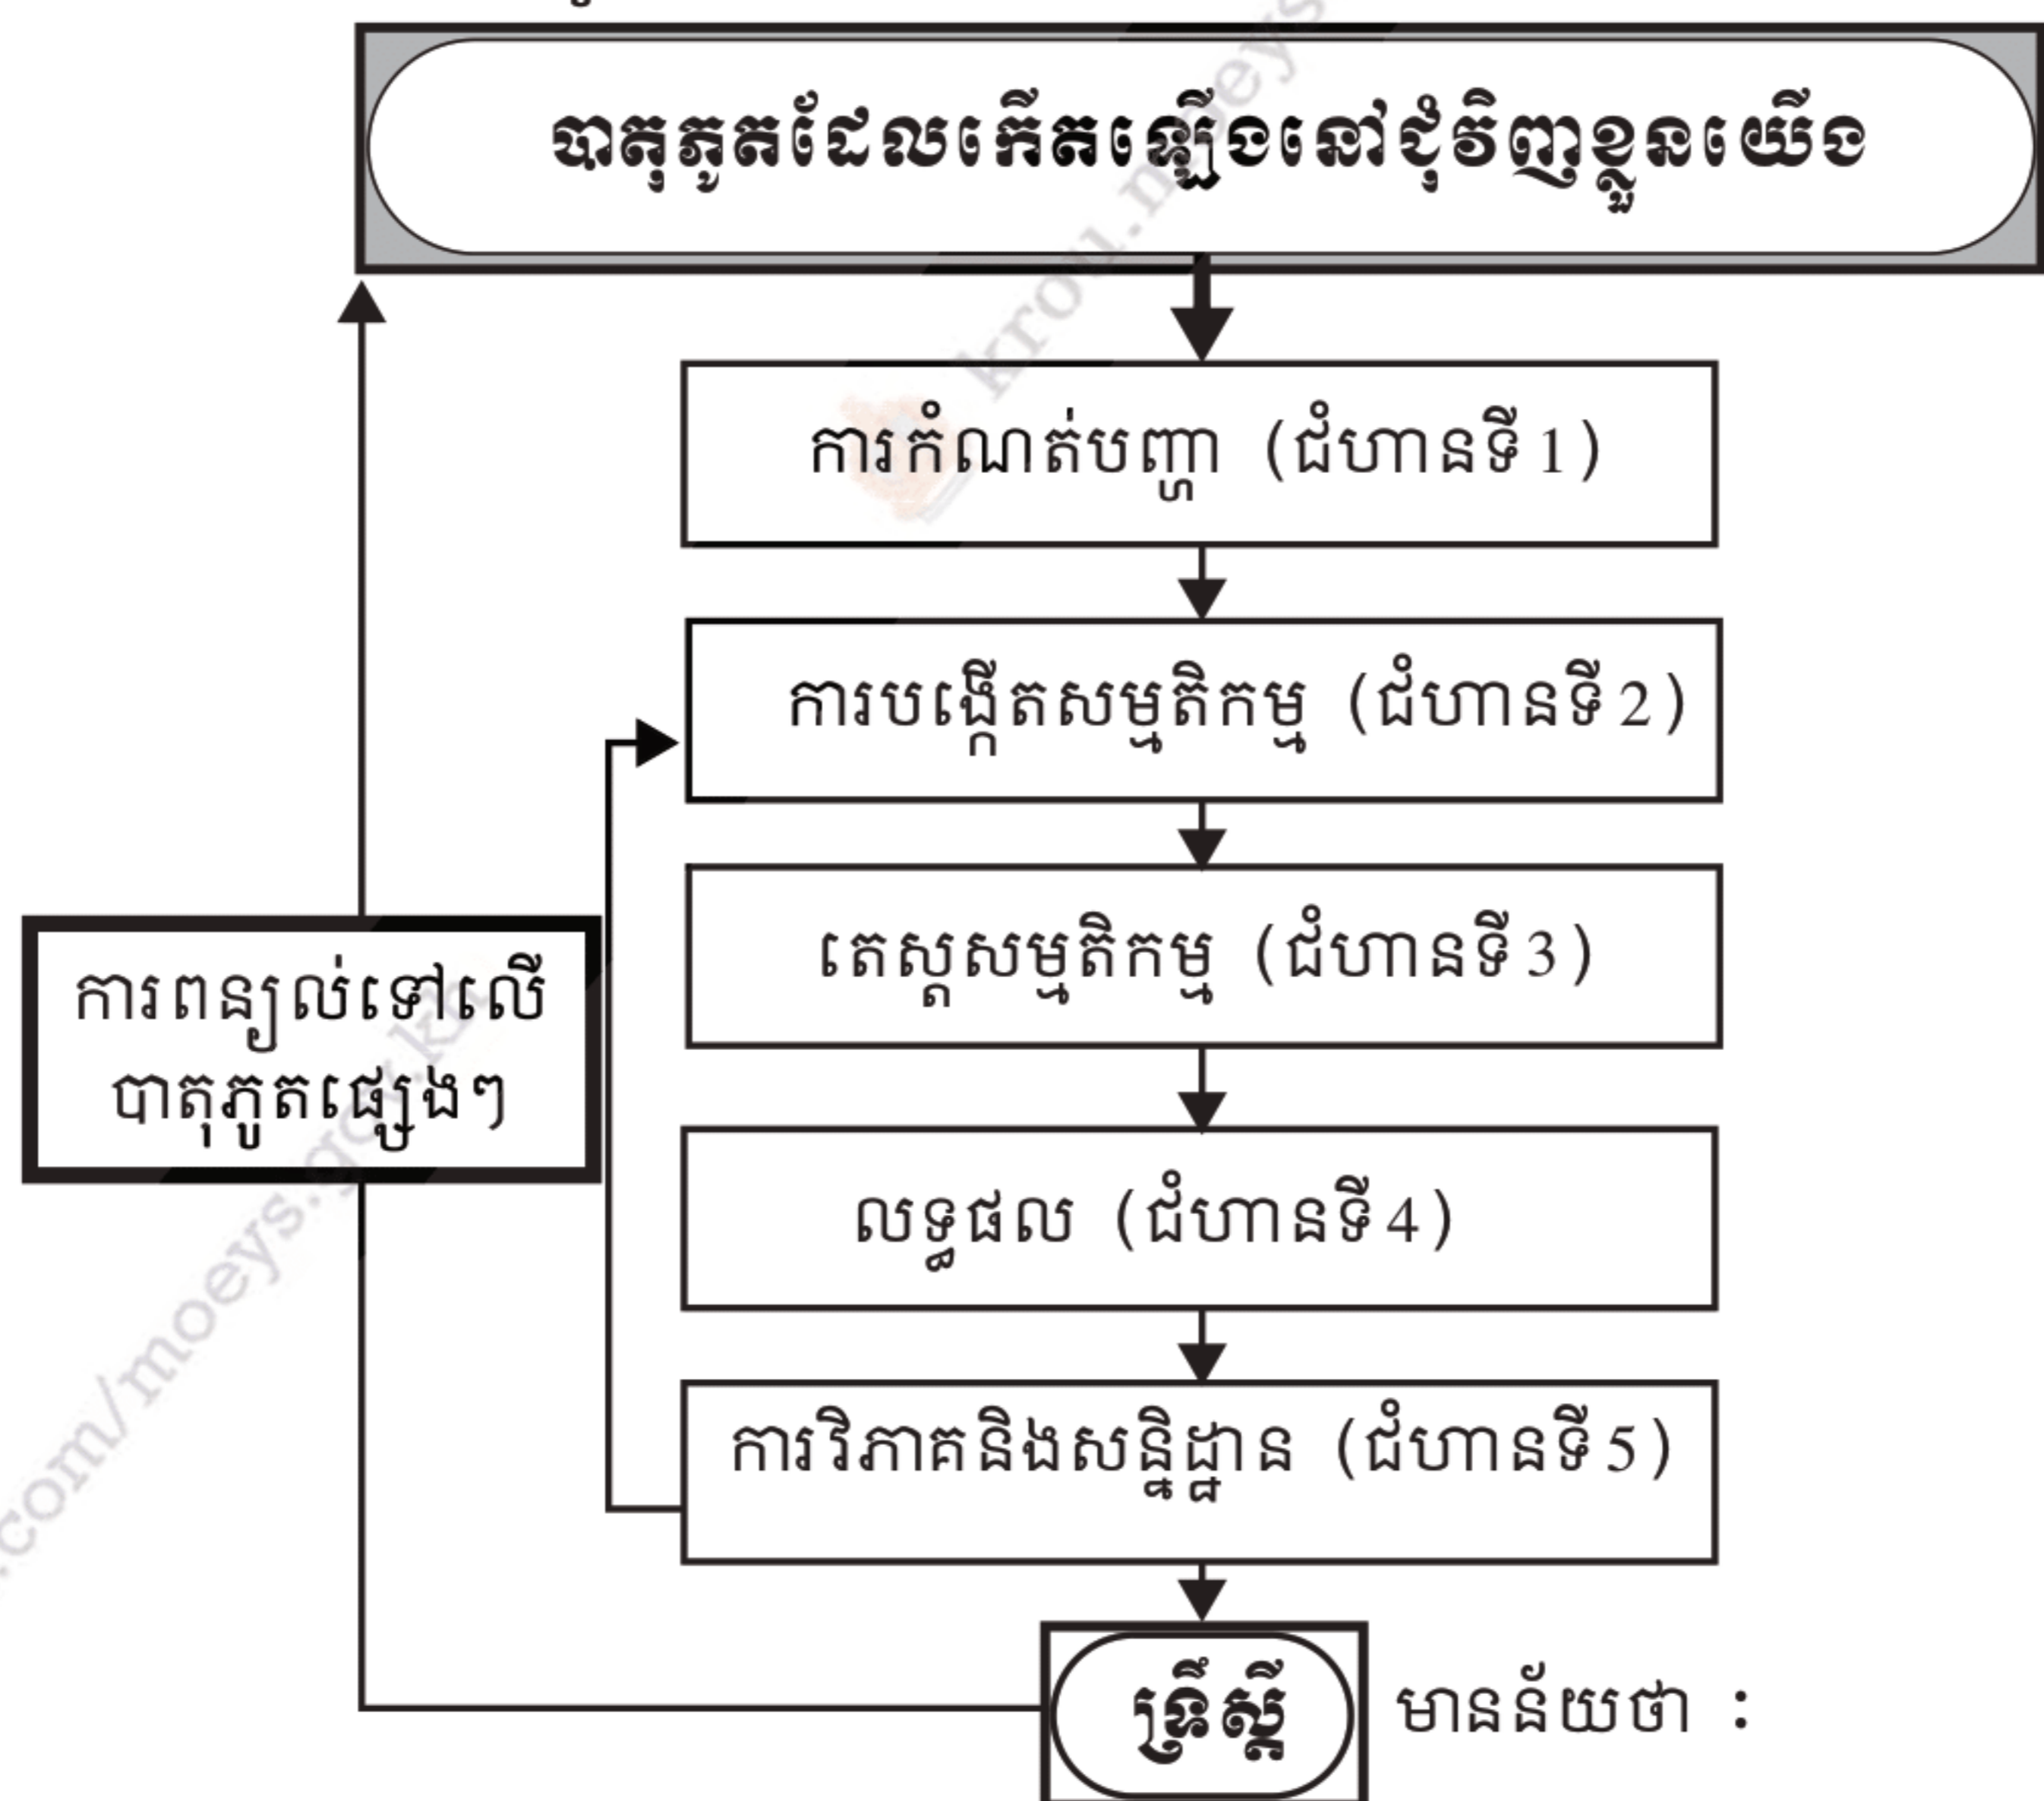 បាតុភូតដែលកើតឡើងនៅជុំវិញខ្លួនយើង
ការកំណត់បញ្ហា (ជំហានទី 1)
ការបង្កើតសម្មតិកម្ម (ជំហានទី 2)
តេស្តសម្មតិកម្ម (ជំហានទី 3)
ការពន្យល់ទៅលើ
បាតុភូតផ្សេងៗ
លទ្ធផល (ជំហានទី 4)
ការវិភាគនិងសន្និដ្ឋាន (ជំហានទី 5)
ទ្រឹស្តី មានន័យថា :
krou.moeys
.com/moeys.gov.kh